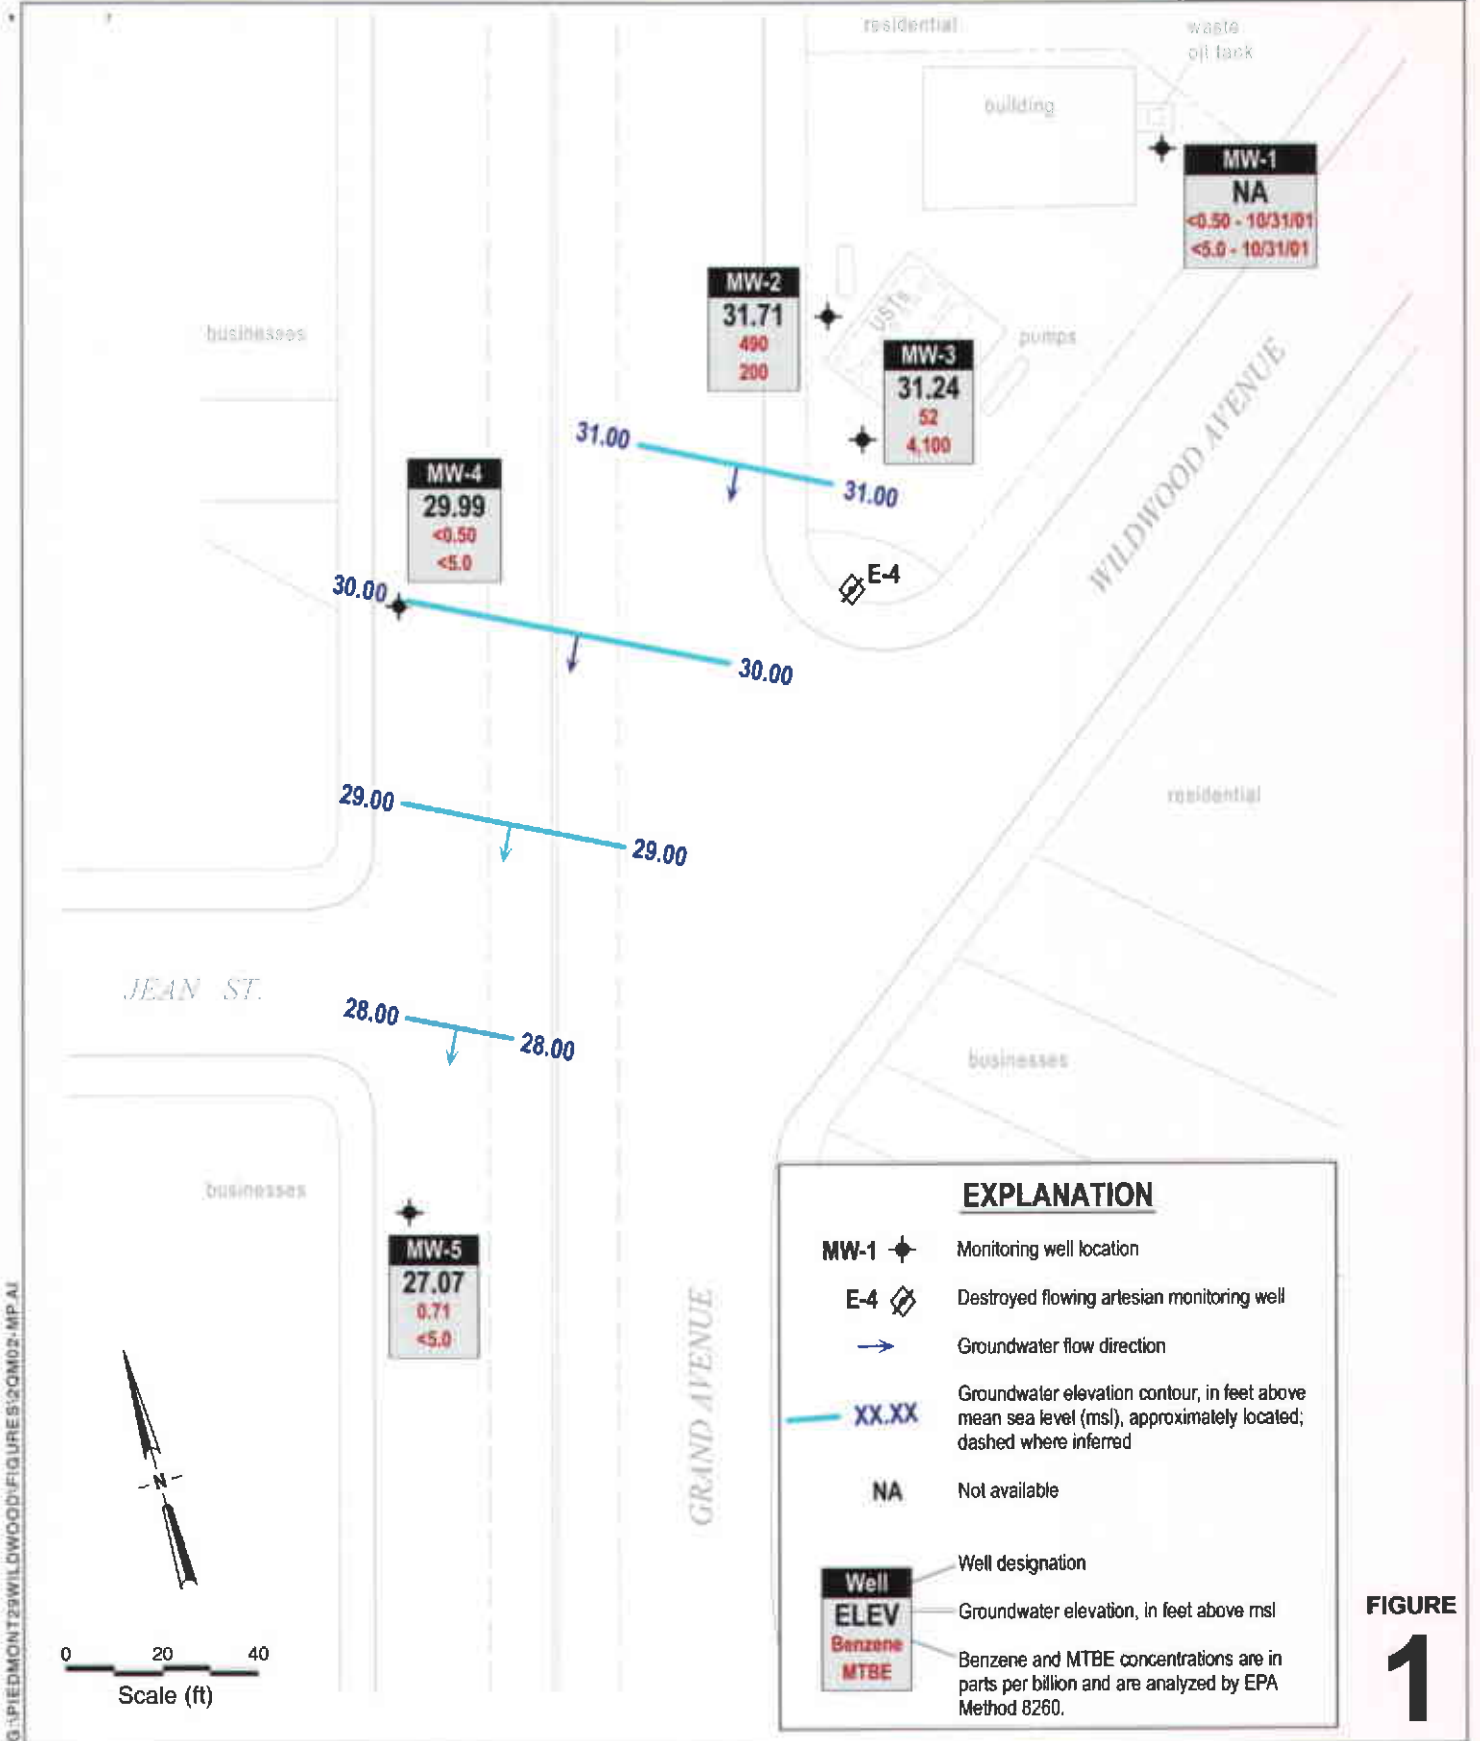 residential
waste
oil tank
building
MW-1
NA
<0.50 - 10/31/01
<5.0 - 10/31/01
MW-2
31.71
490
200
USTs
pumps
businesses
MW-3
31.24
52
4,100
31.00
31.00
MW-4
29.99
<0.50
<5.0
WILDWOOD AVENUE
E-4
30.00
30.00
29.00
29.00
residential
JEAN ST.
28.00
28.00
businesses
businesses
MW-5
27.07
0.71
<5.0
GRAND AVENUE
N
0 20 40
Scale (ft)
EXPLANATION
MW-1 Monitoring well location
E-4 Destroyed flowing artesian monitoring well
Groundwater flow direction
XX.XX Groundwater elevation contour, in feet above
mean sea level (msl), approximately located;
dashed where inferred
NA Not available
Well
ELEV
Benzene
MTBE
Well designation
Groundwater elevation, in feet above msl
Benzene and MTBE concentrations are in
parts per billion and are analyzed by EPA
Method 8260.
FIGURE
1
G:\PIEDMONT29WILDWOOD\FIGURES\2QM02-MP.AI